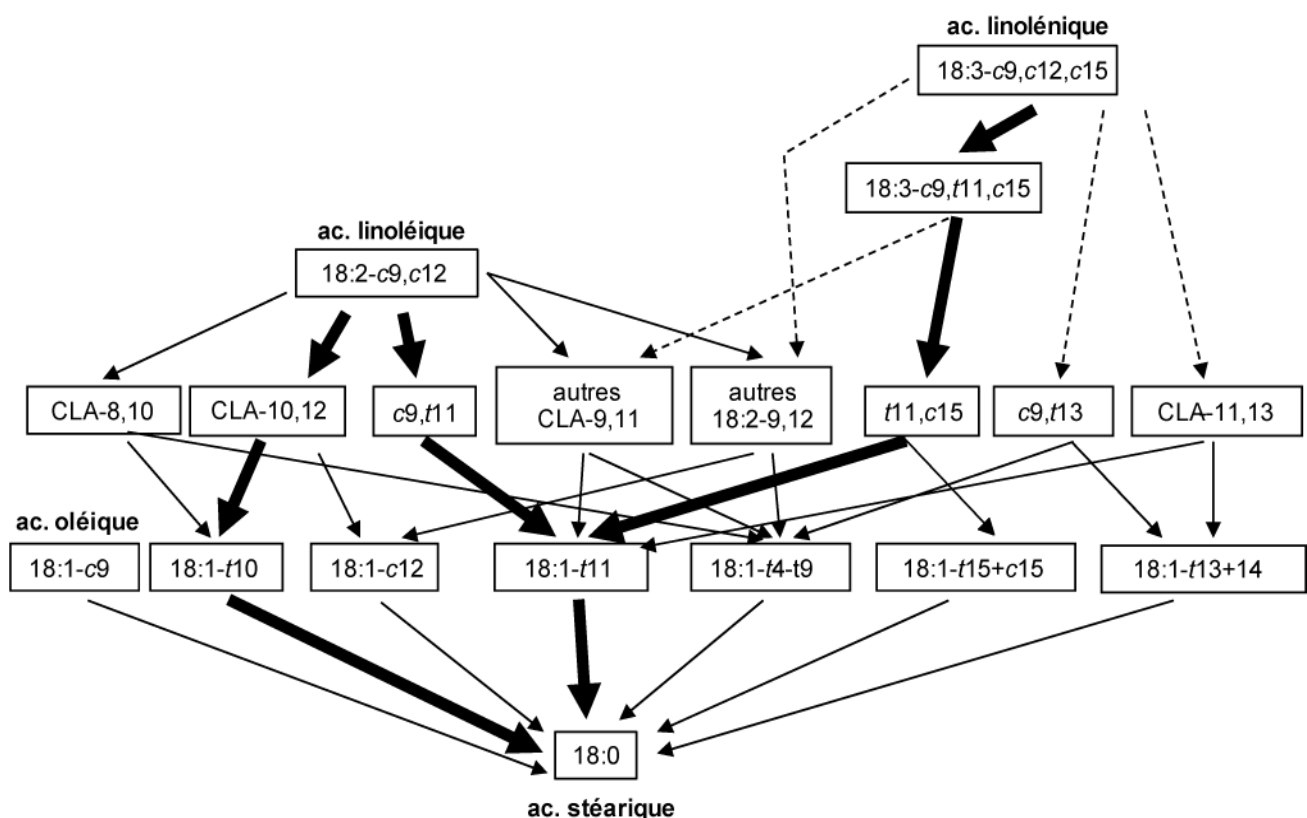 ac. linolénique
18:3-c9,c12,c15
18:3-c9,t11,c15
ac. linoléique
18:2-c9,c12
CLA-8,10
CLA-10,12
c9,t11
autres
CLA-9,11
autres
18:2-9,12
t11,c15
c9,t13
CLA-11,13
ac. oléique
18:1-c9
18:1-t10
18:1-c12
18:1-t11
18:1-t4-t9
18:1-t15+c15
18:1-t13+14
18:0
ac. stéarique